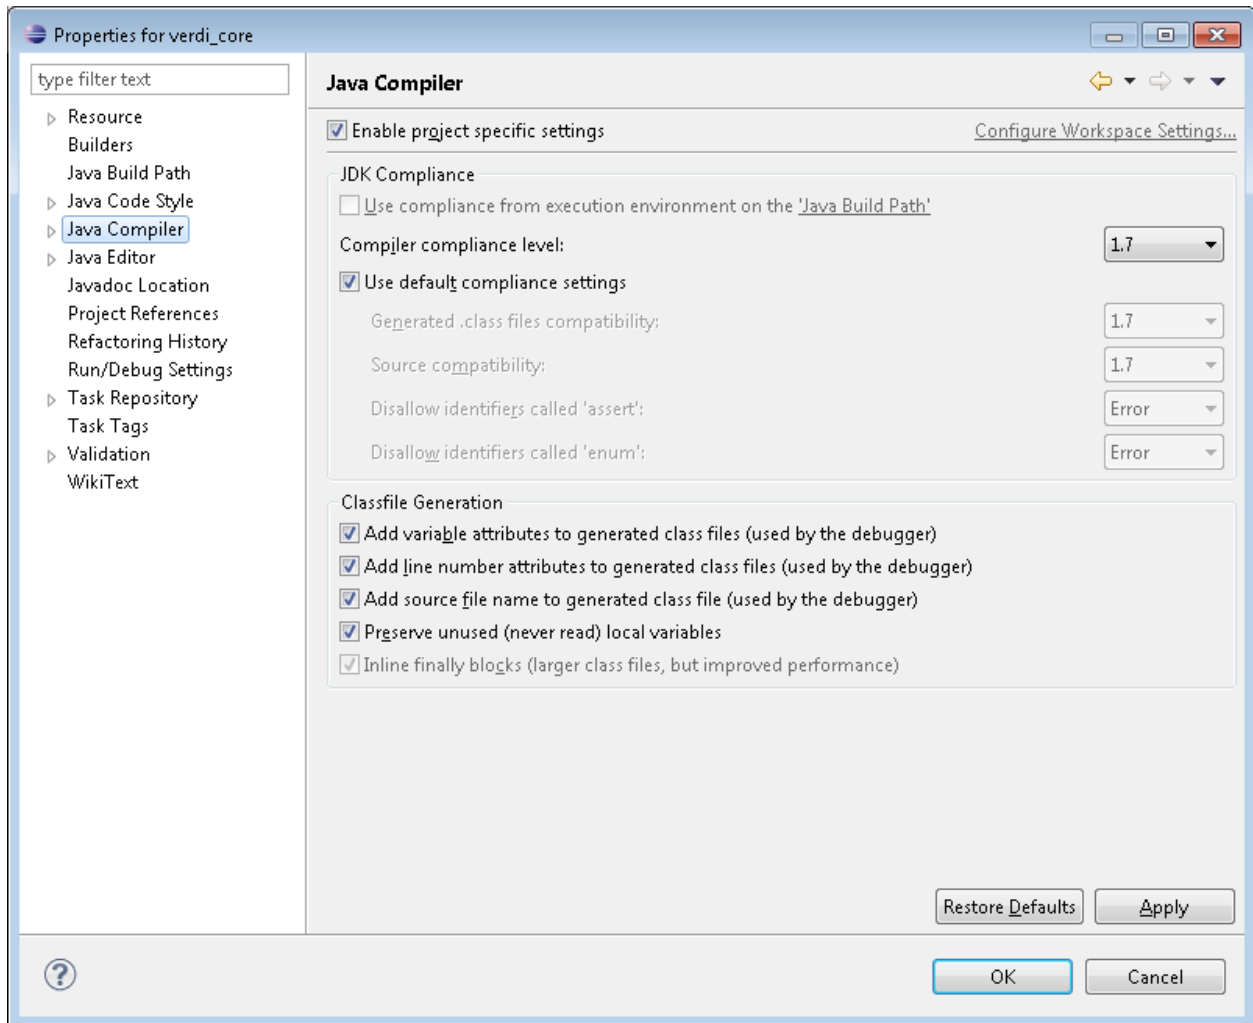 Properties for verdi_core
type filter text
Resource
Builders
Java Build Path
Java Code Style
Java Compiler
Java Editor
Javadoc Location
Project References
Refactoring History
Run/Debug Settings
Task Repository
Task Tags
Validation
WikiText
Java Compiler
Enable project specific settings
Configure Workspace Settings...
JDK Compliance
Use compliance from execution environment on the 'Java Build Path'
Compiler compliance level: 1.7
Use default compliance settings
Generated .class files compatibility: 1.7
Source compatibility: 1.7
Disallow identifiers called 'assert': Error
Disallow identifiers called 'enum': Error
Classfile Generation
Add variable attributes to generated class files (used by the debugger)
Add line number attributes to generated class files (used by the debugger)
Add source file name to generated class file (used by the debugger)
Preserve unused (never read) local variables
Inline finally blocks (larger class files, but improved performance)
Restore Defaults Apply
? OK Cancel